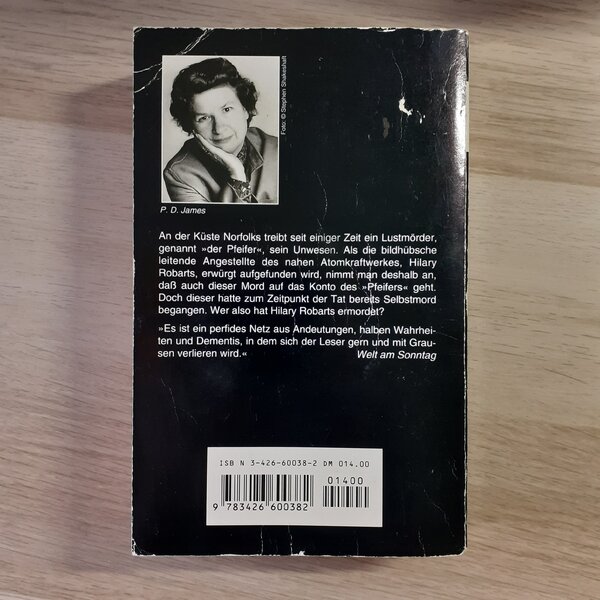 Foto: © Stephen Shakeshaft
P. D. James
An der Küste Norfolks treibt seit einiger Zeit ein Lustmörder,
genannt »der Pfeifer«, sein Unwesen. Als die bildhübsche
leitende Angestellte des nahen Atomkraftwerkes, Hilary
Robarts, erwürgt aufgefunden wird, nimmt man deshalb an,
daß auch dieser Mord auf das Konto des »Pfeifers« geht.
Doch dieser hatte zum Zeitpunkt der Tat bereits Selbstmord
begangen. Wer also hat Hilary Robarts ermordet?
»Es ist ein perfides Netz aus Andeutungen, halben Wahrhei-
ten und Dementis, in dem sich der Leser gern und mit Grau-
sen verlieren wird.« Welt am Sonntag
ISB N 3-426-60038-2 DM 014.00
01400
9 783426 600382